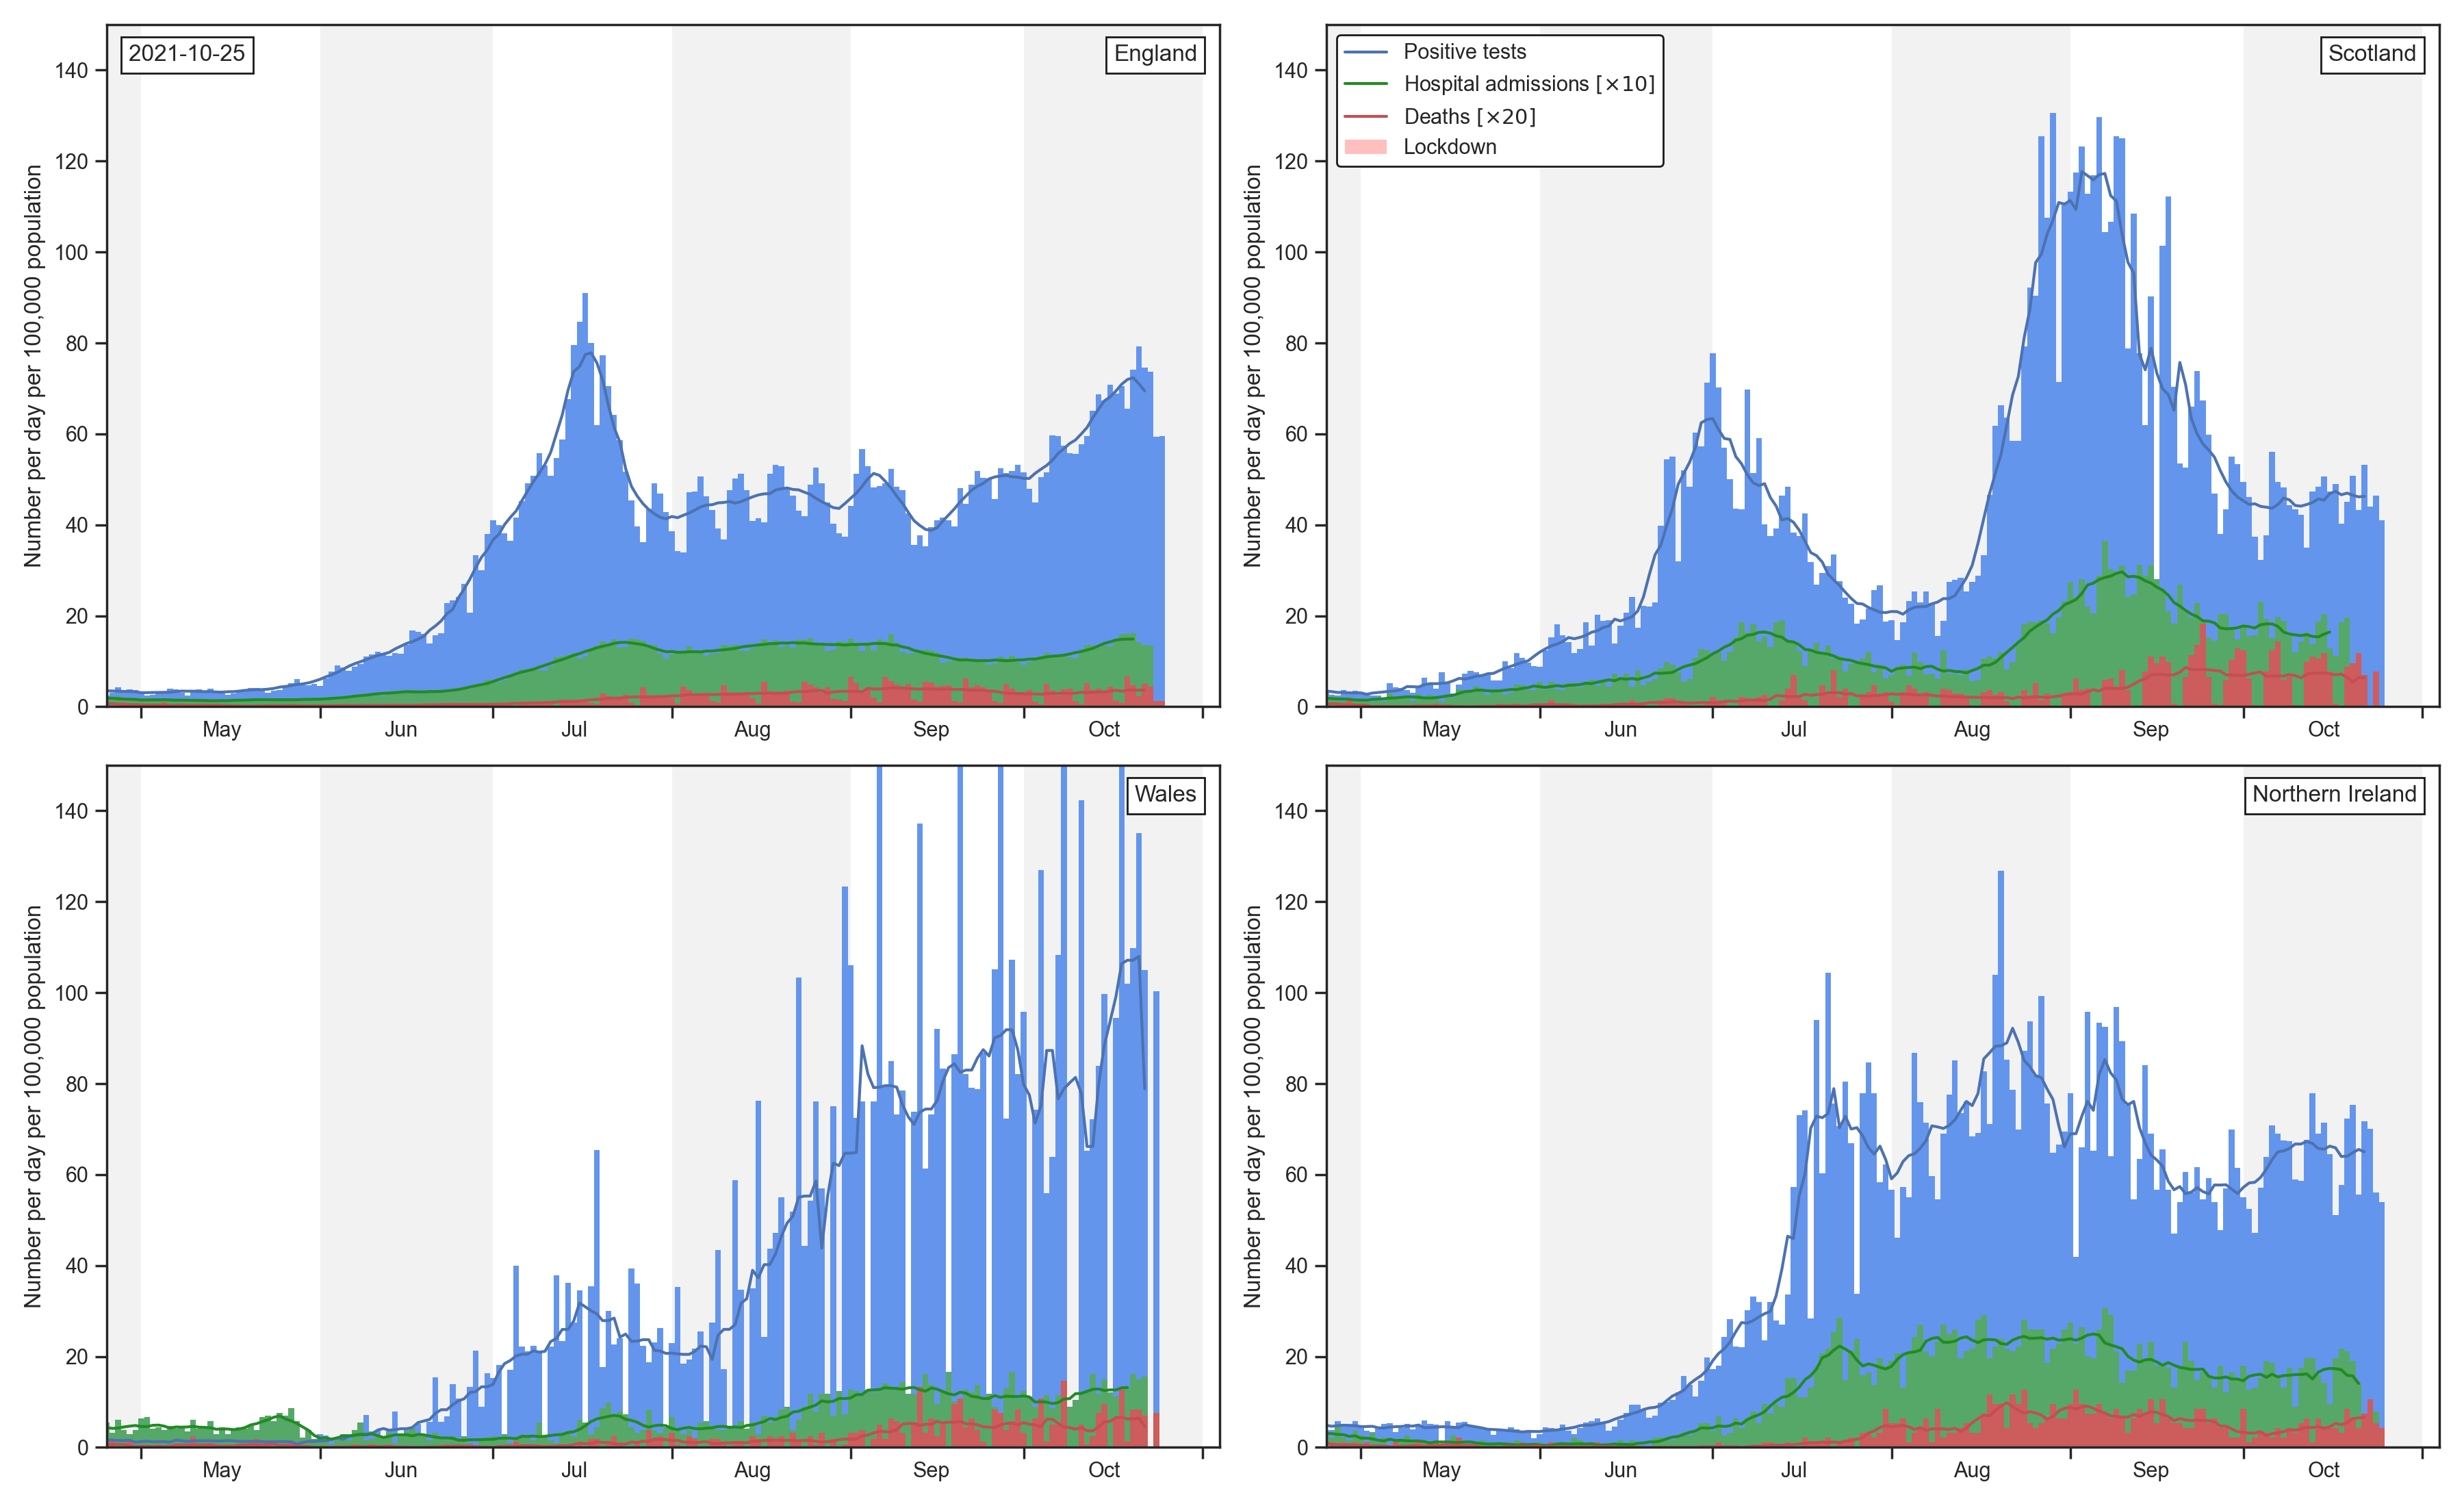 2021-10-25
England
Number per day per 100,000 population
140
120
100
80
60
40
20
0
May Jun Jul Aug Sep Oct
Scotland
Positive tests
Hospital admissions [×10]
Deaths [×20]
Lockdown
Number per day per 100,000 population
140
120
100
80
60
40
20
0
May Jun Jul Aug Sep Oct
Wales
Number per day per 100,000 population
140
120
100
80
60
40
20
0
May Jun Jul Aug Sep Oct
Northern Ireland
Number per day per 100,000 population
140
120
100
80
60
40
20
0
May Jun Jul Aug Sep Oct